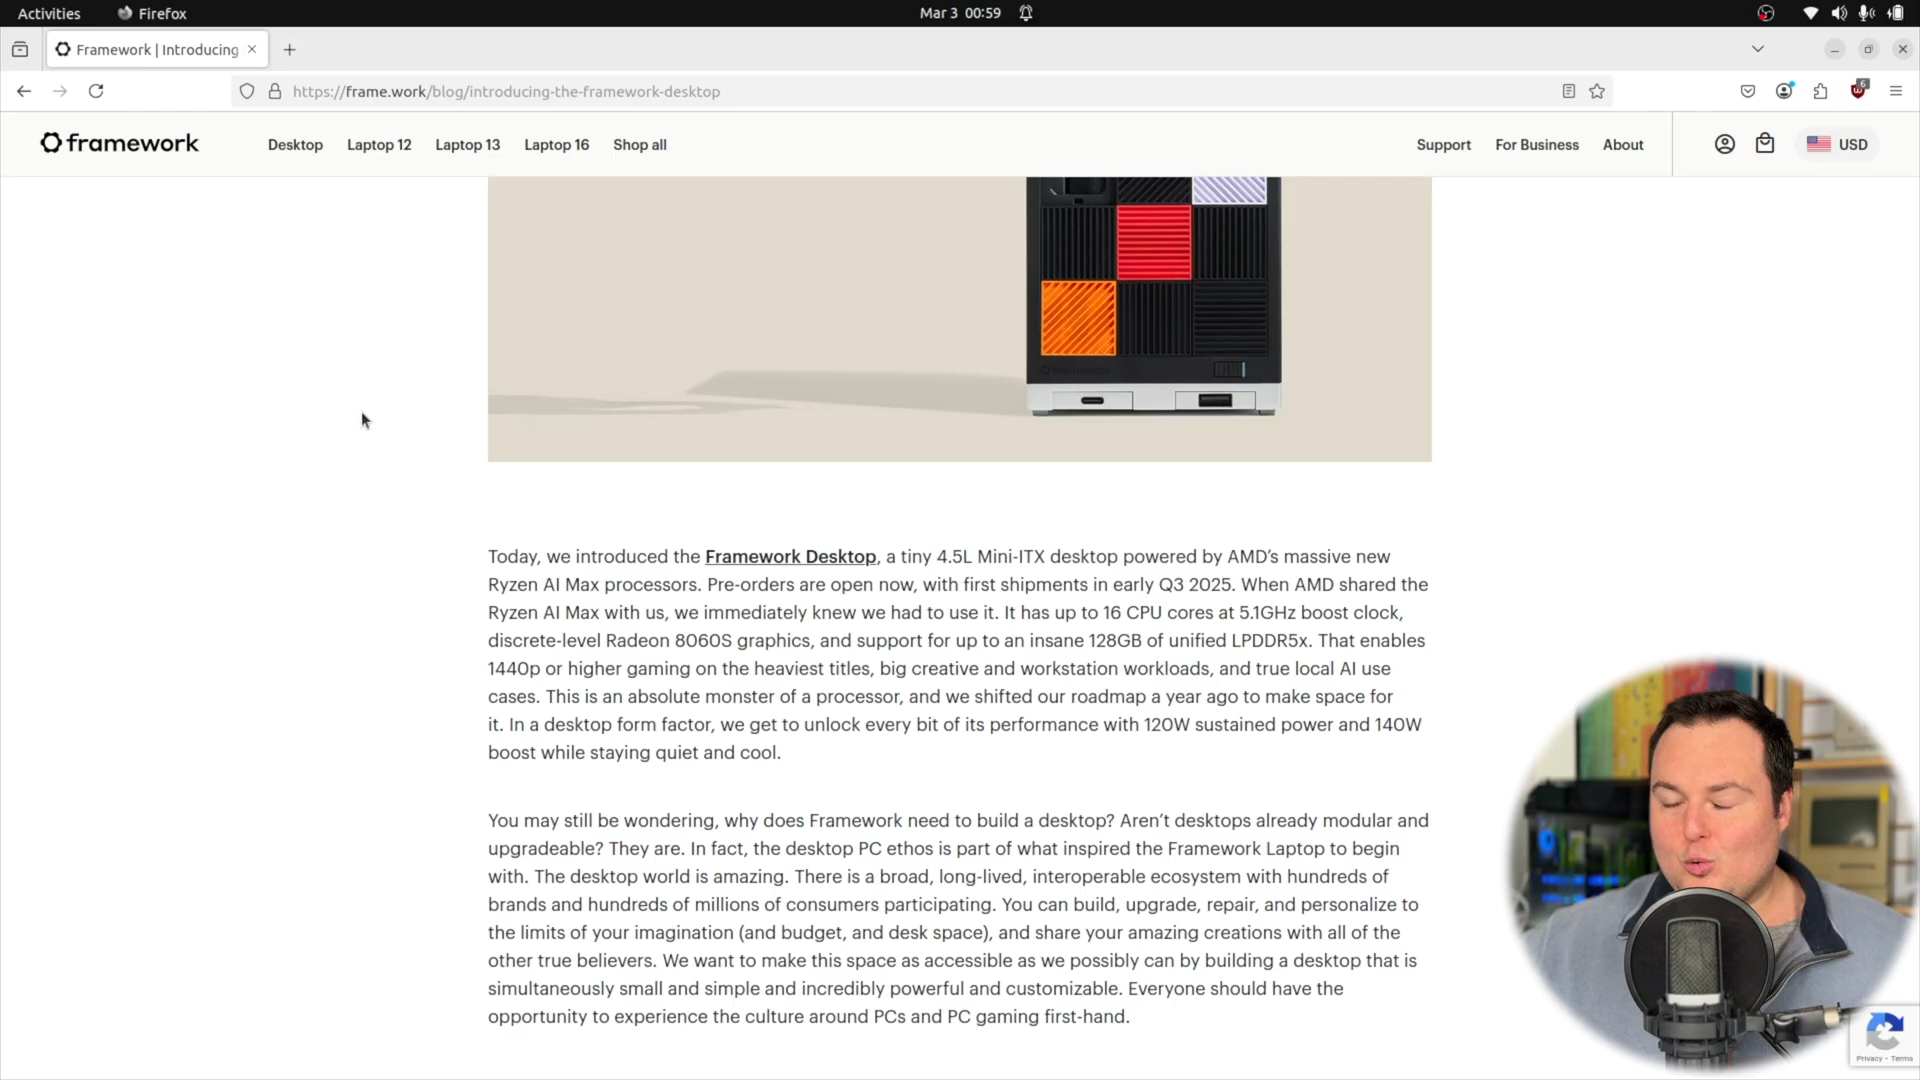 Activities Firefox Mar 3 00:59
Framework | Introducing
https://frame.work/blog/introducing-the-framework-desktop 6
framework Desktop Laptop 12 Laptop 13 Laptop 16 Shop all Support For Business About USD
Today, we introduced the Framework Desktop, a tiny 4.5L Mini-ITX desktop powered by AMD’s massive new
Ryzen AI Max processors. Pre-orders are open now, with first shipments in early Q3 2025. When AMD shared the
Ryzen AI Max with us, we immediately knew we had to use it. It has up to 16 CPU cores at 5.1GHz boost clock,
discrete-level Radeon 8060S graphics, and support for up to an insane 128GB of unified LPDDR5x. That enables
1440p or higher gaming on the heaviest titles, big creative and workstation workloads, and true local AI use
cases. This is an absolute monster of a processor, and we shifted our roadmap a year ago to make space for
it. In a desktop form factor, we get to unlock every bit of its performance with 120W sustained power and 140W
boost while staying quiet and cool.
You may still be wondering, why does Framework need to build a desktop? Aren’t desktops already modular and
upgradeable? They are. In fact, the desktop PC ethos is part of what inspired the Framework Laptop to begin
with. The desktop world is amazing. There is a broad, long-lived, interoperable ecosystem with hundreds of
brands and hundreds of millions of consumers participating. You can build, upgrade, repair, and personalize to
the limits of your imagination (and budget, and desk space), and share your amazing creations with all of the
other true believers. We want to make this space as accessible as we possibly can by building a desktop that is
simultaneously small and simple and incredibly powerful and customizable. Everyone should have the
opportunity to experience the culture around PCs and PC gaming first-hand.
Privacy - Terms